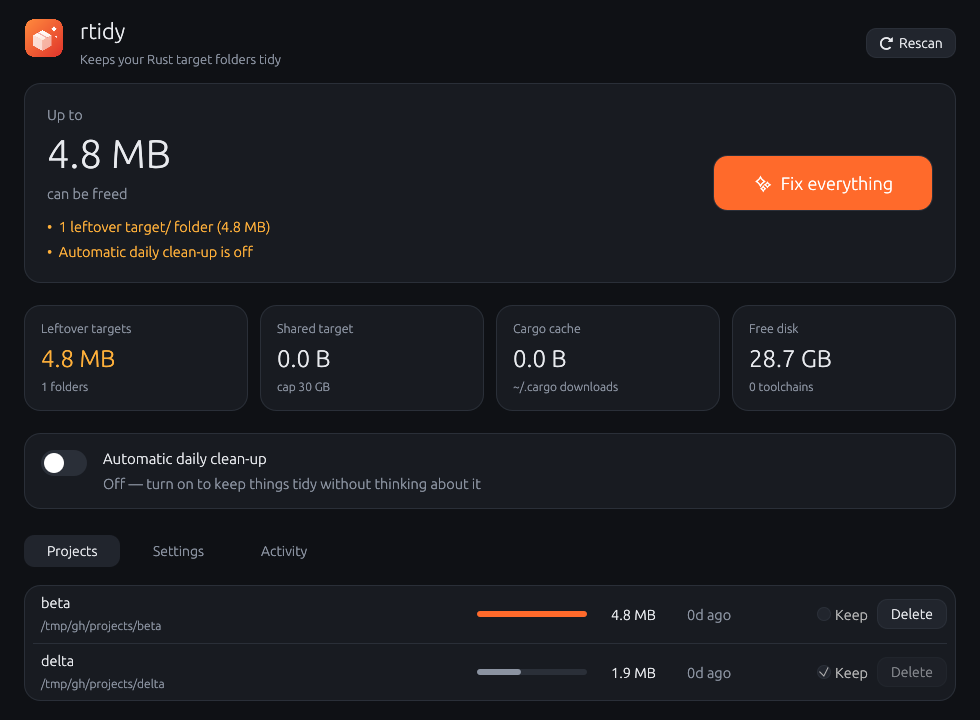 rtidy
Keeps your Rust target folders tidy
Rescan
Up to
4.8 MB
can be freed
• 1 leftover target/ folder (4.8 MB)
• Automatic daily clean-up is off
Fix everything
Leftover targets
4.8 MB
1 folders
Shared target
0.0 B
cap 30 GB
Cargo cache
0.0 B
~/.cargo downloads
Free disk
28.7 GB
0 toolchains
Automatic daily clean-up
Off — turn on to keep things tidy without thinking about it
Projects Settings Activity
beta
/tmp/gh/projects/beta
4.8 MB 0d ago Keep Delete
delta
/tmp/gh/projects/delta
1.9 MB 0d ago Keep Delete